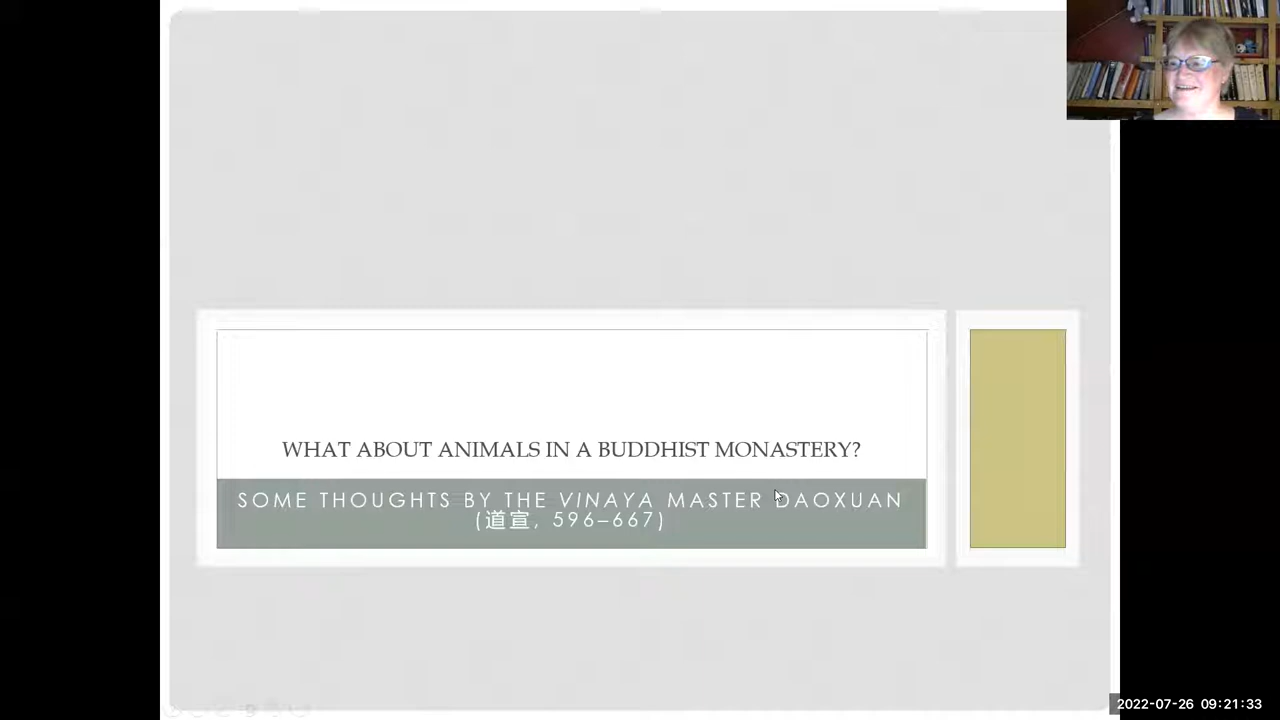 WHAT ABOUT ANIMALS IN A BUDDHIST MONASTERY?
SOME THOUGHTS BY THE VINAYA MASTER DAOXUAN
(道宣, 596–667)
2022-07-26 09:21:33